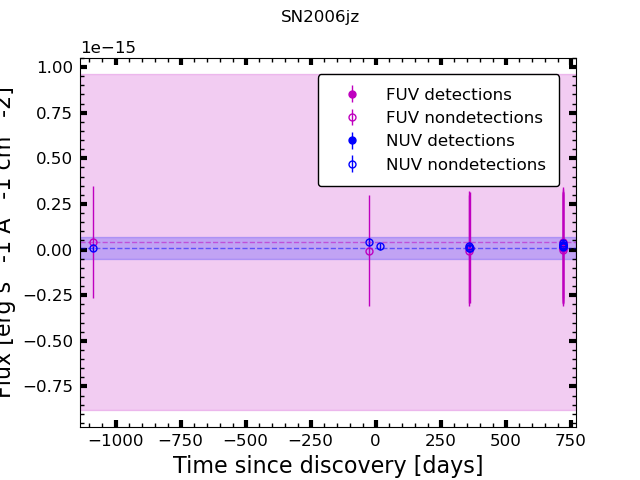 SN2006jz
1e−15
1.00
0.75
0.50
0.25
0.00
−0.25
−0.50
−0.75
Flux [erg s -1 A -1 cm -2]
FUV detections
FUV nondetections
NUV detections
NUV nondetections
−1000 −750 −500 −250 0 250 500 750
Time since discovery [days]